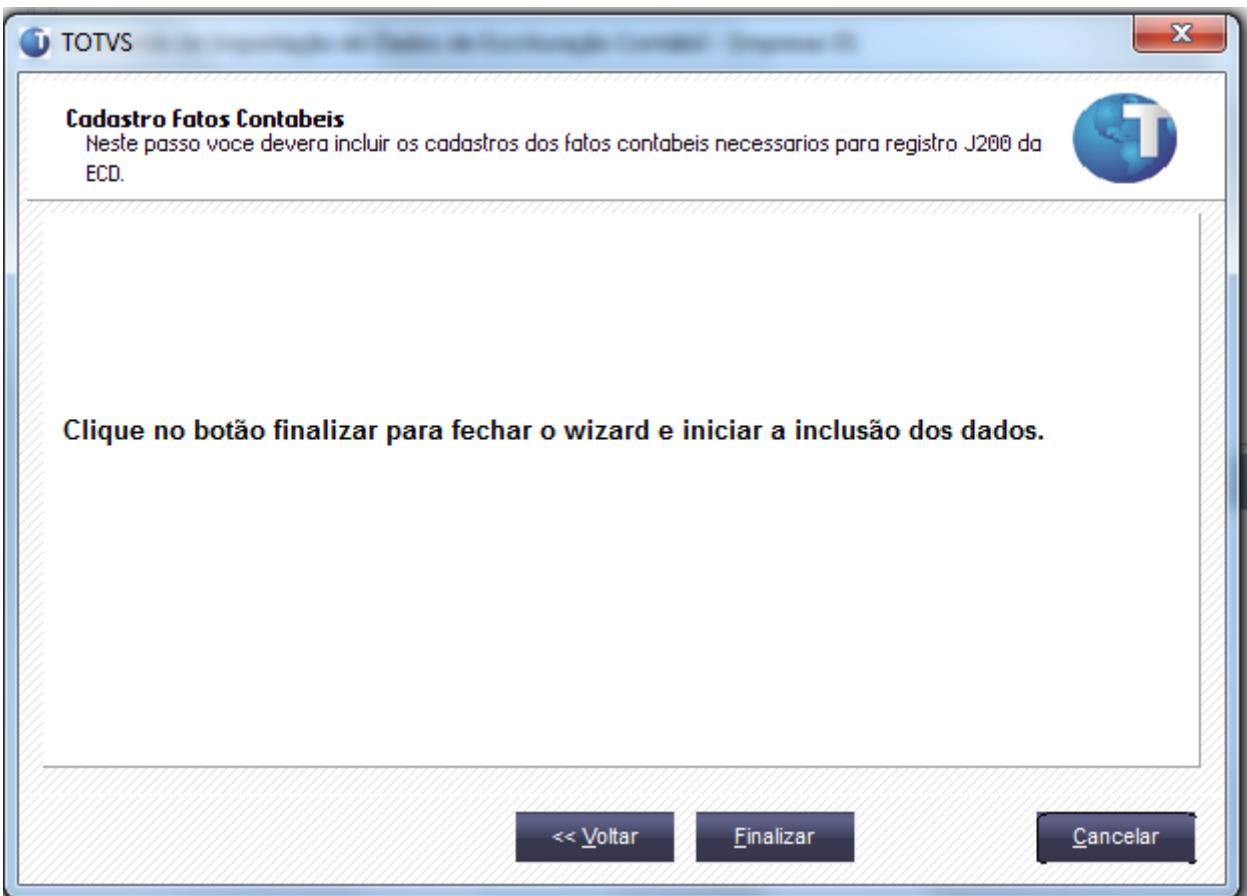 TOTVS
Cadastro Fatos Contabeis
Neste passo voce devera incluir os cadastros dos fatos contabeis necessarios para registro J200 da
ECD.
Clique no botão finalizar para fechar o wizard e iniciar a inclusão dos dados.
<< Voltar
Finalizar
Cancelar